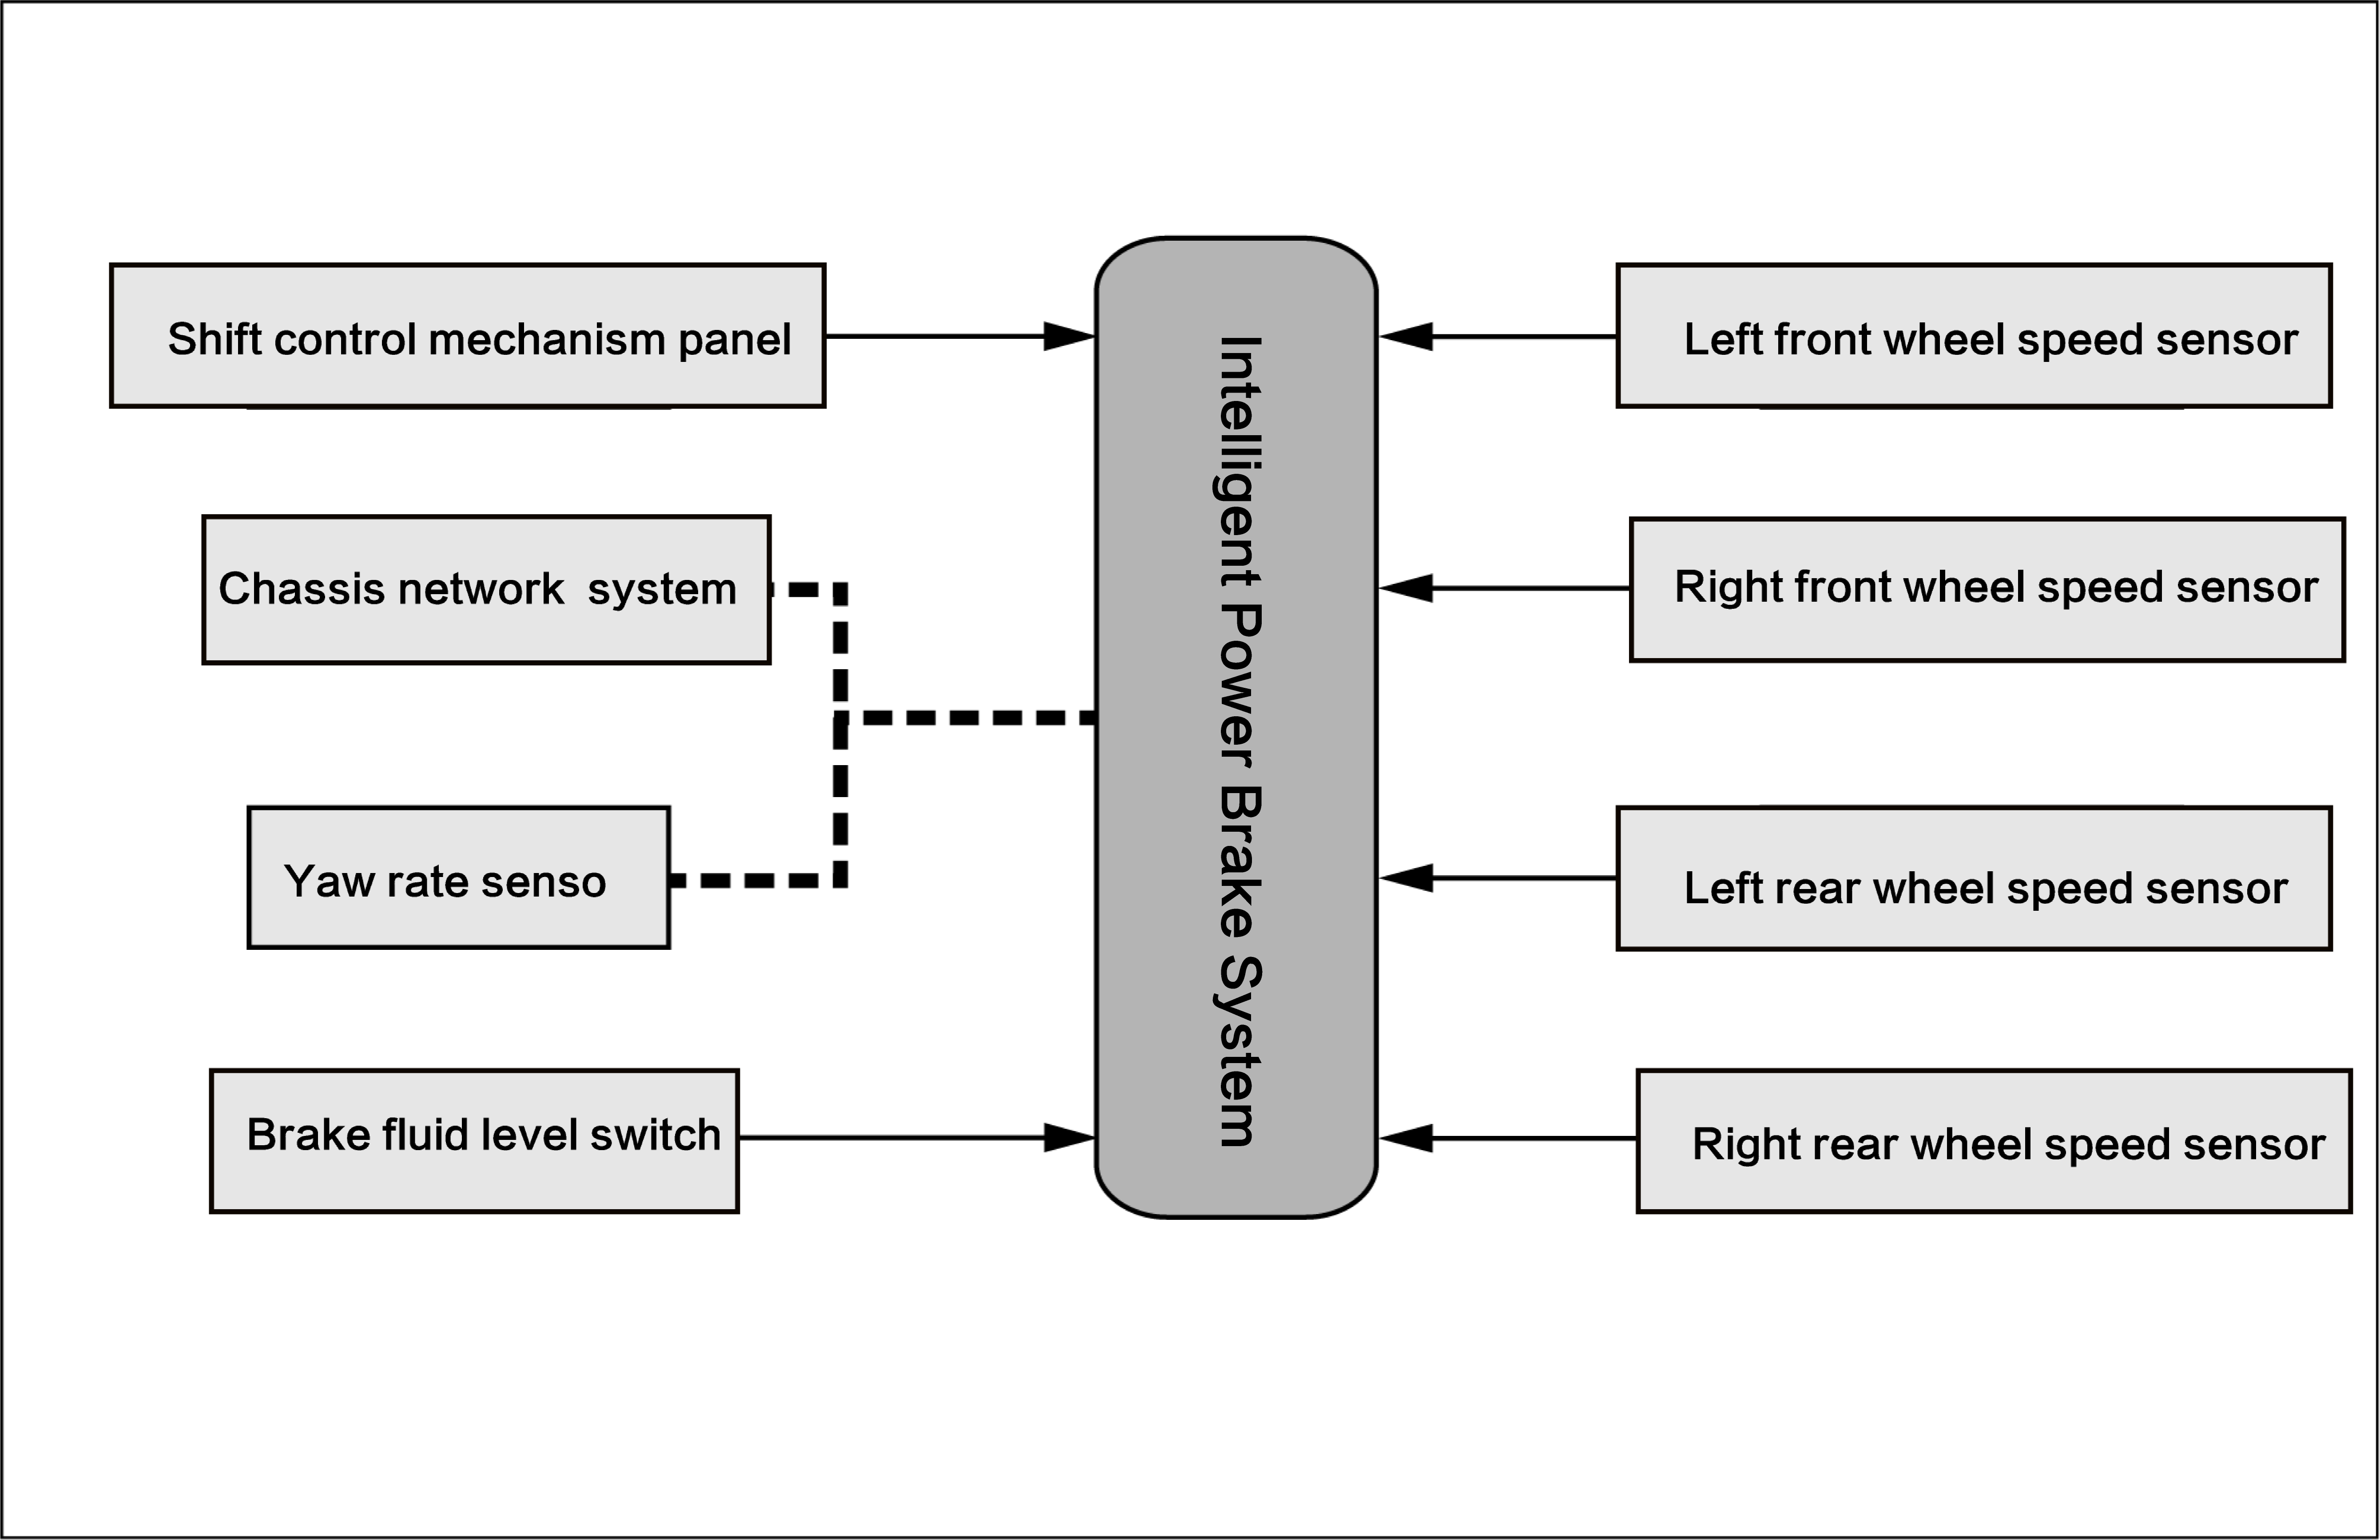 Shift control mechanism panel
Chassis network  system
Yaw rate senso
Brake fluid level switch
Intelligent Power Brake System
Left front wheel speed sensor
Right front wheel speed sensor
Left rear wheel speed sensor
Right rear wheel speed sensor